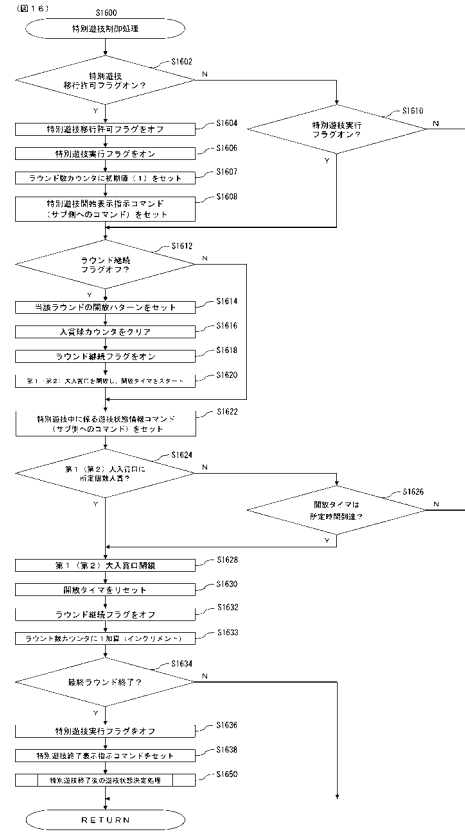 (図16)
S1600
特別遊技制御処理
S1602
特別遊技
移行許可フラグオン？
N
Y
S1610
特別遊技実行
フラグオン？
N
Y
特別遊技移行許可フラグをオフ
S1604
特別遊技実行フラグをオン
S1606
ラウンド数カウンタに初期値（1）をセット
S1607
特別遊技開始表示指示コマンド
（サブ側へのコマンド）をセット
S1608
S1612
ラウンド継続
フラグオフ？
N
Y
当該ラウンドの開放パターンをセット
S1614
入賞球カウンタをクリア
S1616
ラウンド継続フラグをオン
S1618
第1（第2）大入賞口を開放し、開放タイマをスタート
S1620
特別遊技中に係る遊技状態情報コマンド
（サブ側へのコマンド）をセット
S1622
S1624
第1（第2）大入賞口に
所定個数入賞？
N
Y
S1626
開放タイマは
所定時間到達？
N
Y
第1（第2）大入賞口閉鎖
S1628
開放タイマをリセット
S1630
ラウンド継続フラグをオフ
S1632
ラウンド数カウンタに1加算（インクリメント）
S1633
S1634
最終ラウンド終了？
N
Y
特別遊技実行フラグをオフ
S1636
特別遊技終了表示指示コマンドをセット
S1638
特別遊技終了後の遊技状態決定処理
S1650
RETURN